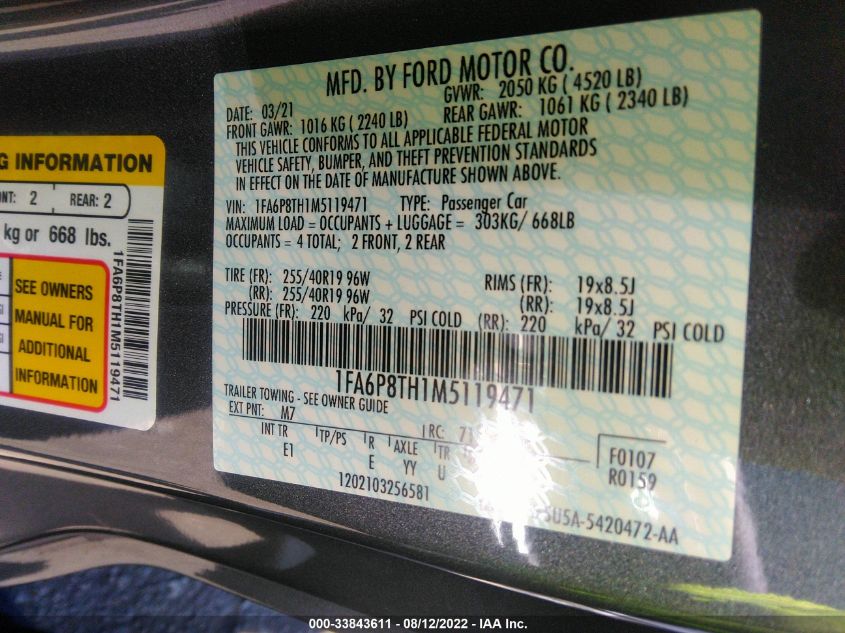 MFD. BY FORD MOTOR CO.
DATE: 03/21
GVWR: 2050 KG ( 4520 LB)
FRONT GAWR: 1016 KG ( 2240 LB)
REAR GAWR: 1061 KG ( 2340 LB)
THIS VEHICLE CONFORMS TO ALL APPLICABLE FEDERAL MOTOR
VEHICLE SAFETY, BUMPER, AND THEFT PREVENTION STANDARDS
IN EFFECT ON THE DATE OF MANUFACTURE SHOWN ABOVE.
VIN: 1FA6P8TH1M5119471 TYPE: Passenger Car
MAXIMUM LOAD = OCCUPANTS + LUGGAGE = 303KG/ 668LB
OCCUPANTS = 4 TOTAL; 2 FRONT, 2 REAR
TIRE (FR): 255/40R19 96W RIMS (FR): 19x8.5J
(RR): 255/40R19 96W (RR): 19x8.5J
PRESSURE (FR): 220 kPa/ 32 PSI COLD (RR): 220 kPa/ 32 PSI COLD
1FA6P8TH1M5119471
TRAILER TOWING - SEE OWNER GUIDE
EXT PNT: M7 RC: 71
INT TR TP/PS R AXLE TR
E1 E YY U
F0107
R0159
1202103256581
5U5A-5420472-AA
G INFORMATION
NT: 2 REAR: 2
kg or 668 lbs.
SEE OWNERS
MANUAL FOR
ADDITIONAL
INFORMATION
1FA6P8TH1M5119471
000-33843611 - 08/12/2022 - IAA Inc.